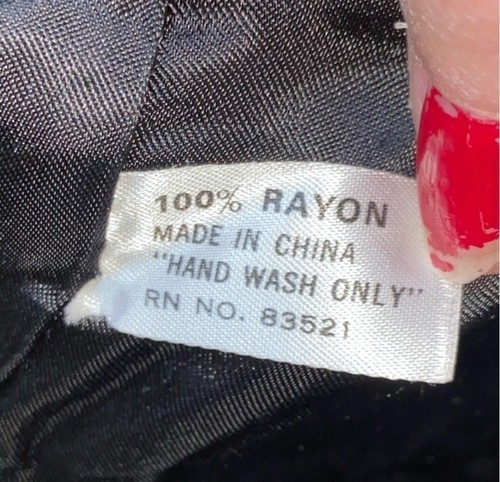 100% RAYON
MADE IN CHINA
"HAND WASH ONLY"
RN NO. 83521